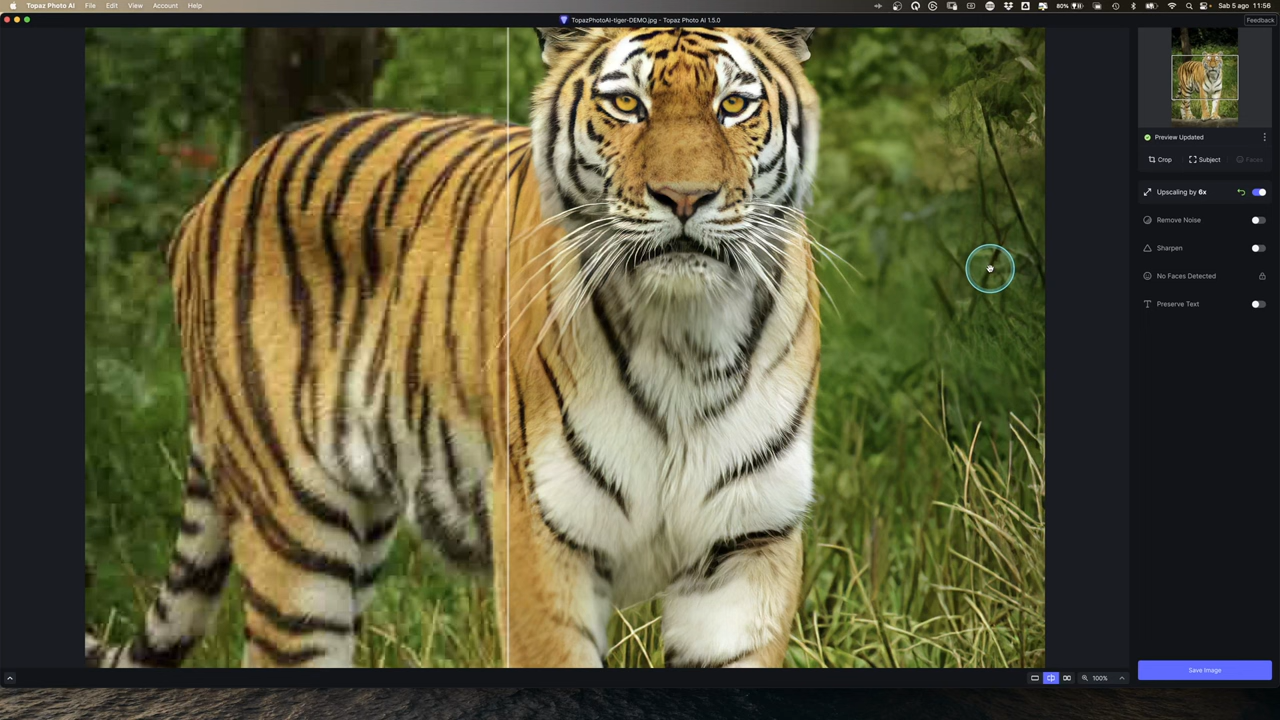 Topaz Photo AI File Edit View Account Help 80% Sab 5 ago 11:56
TopazPhotoAI-tiger-DEMO.jpg - Topaz Photo AI 1.5.0
Feedback
Preview Updated
Crop Subject Faces
Upscaling by 6x
Remove Noise
Sharpen
No Faces Detected
Preserve Text
Save Image
100%